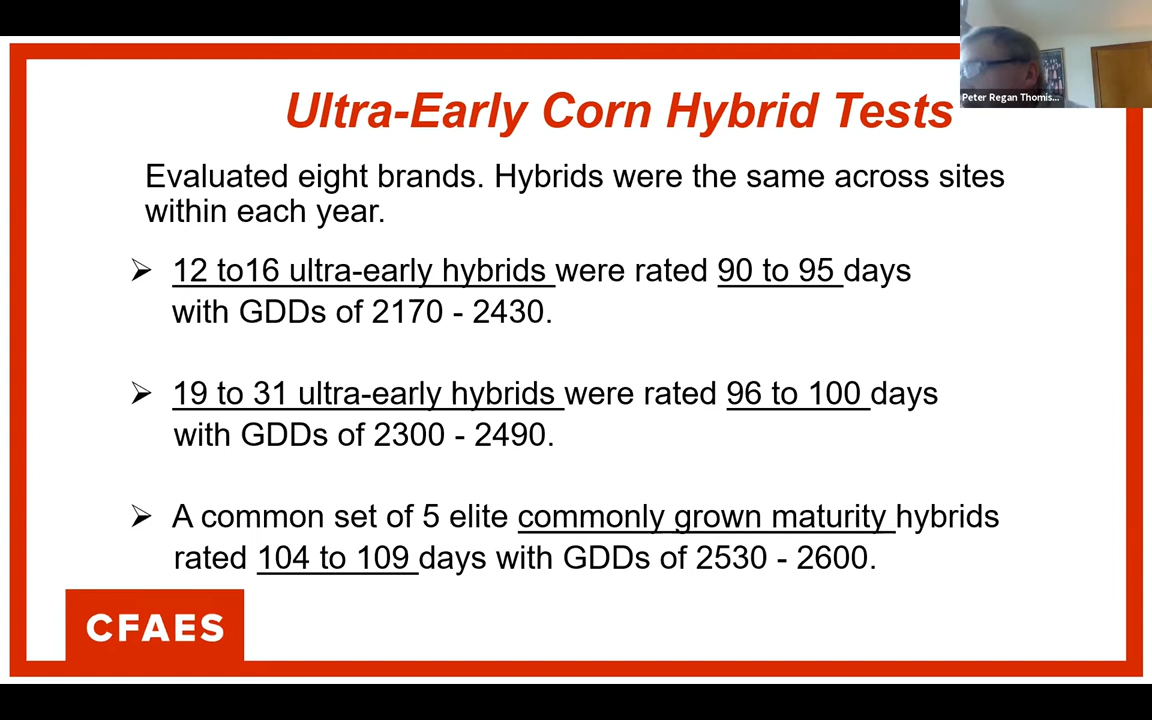 Peter Regan Thomis...
Ultra-Early Corn Hybrid Tests
Evaluated eight brands. Hybrids were the same across sites
within each year.
➢ 12 to16 ultra-early hybrids were rated 90 to 95 days
with GDDs of 2170 - 2430.
➢ 19 to 31 ultra-early hybrids were rated 96 to 100 days
with GDDs of 2300 - 2490.
➢ A common set of 5 elite commonly grown maturity hybrids
rated 104 to 109 days with GDDs of 2530 - 2600.
CFAES